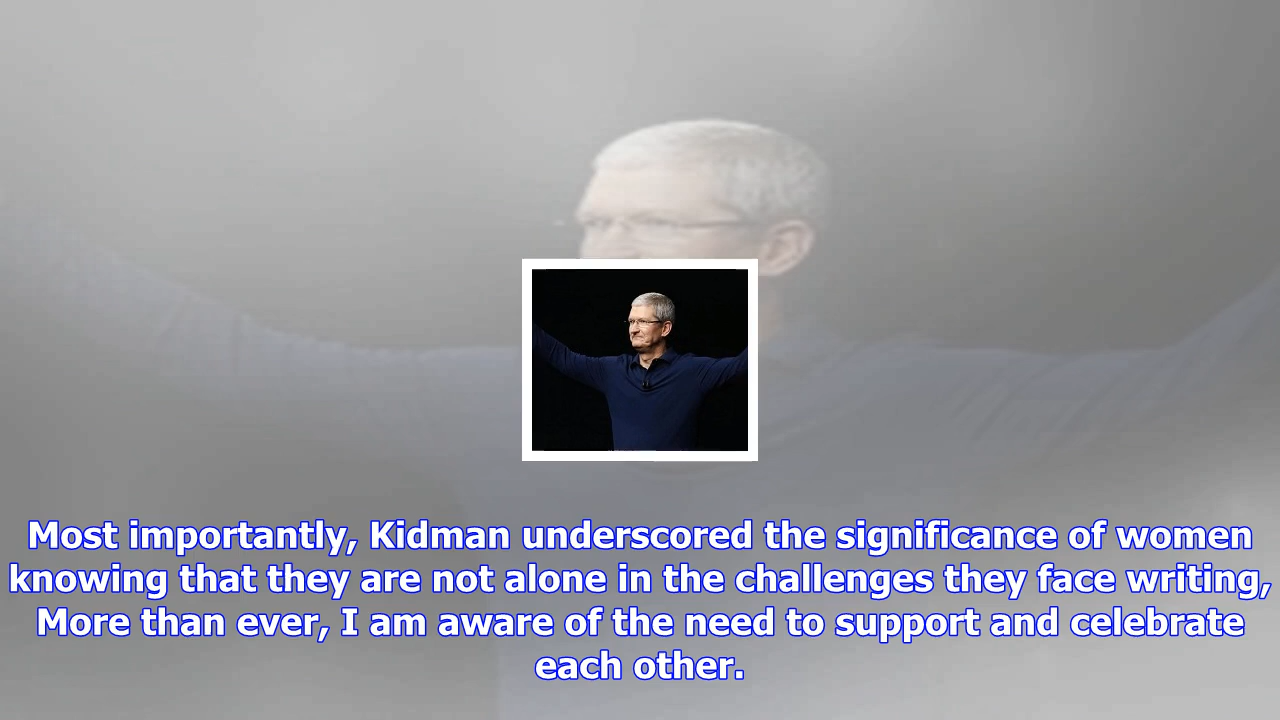 Most importantly, Kidman underscored the significance of women
knowing that they are not alone in the challenges they face writing,
More than ever, I am aware of the need to support and celebrate
each other.